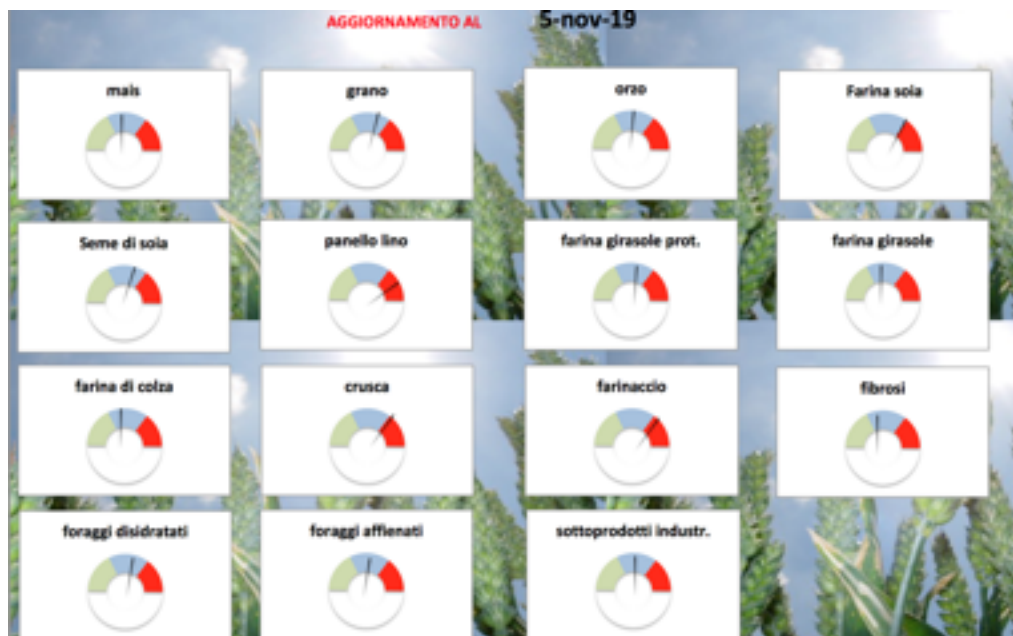 AGGIORNAMENTO AL 5-nov-19
mais
grano
orzo
Farina soia
Seme di soia
panello lino
farina girasole prot.
farina girasole
farina di colza
crusca
farinaccio
fibrosi
foraggi disidratati
foraggi affienati
sottoprodotti industr.